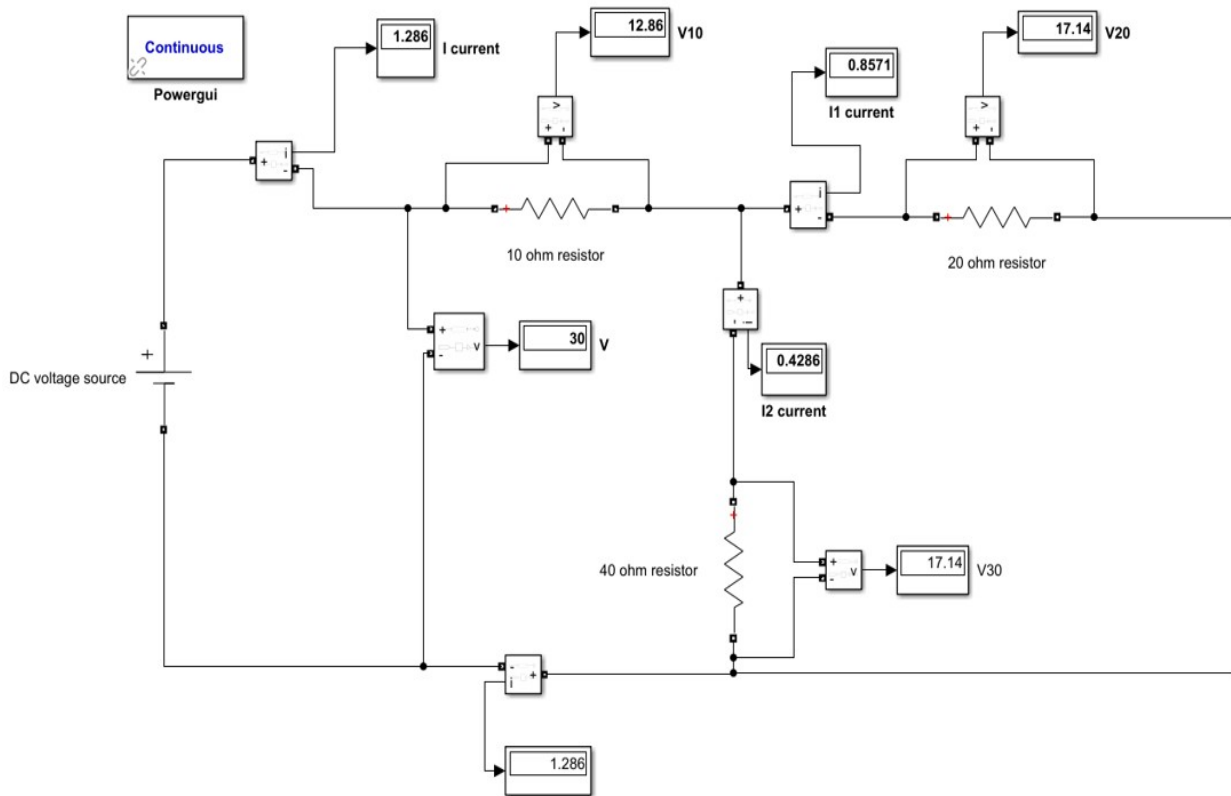 Continuous
Powergui
1.286
I current
12.86
V10
17.14
V20
0.8571
I1 current
i
+
-
>
+ -
>
+ -
i
+
-
10 ohm resistor
20 ohm resistor
+
-
+
-
v
30
V
+
DC voltage source
0.4286
I2 current
40 ohm resistor
+
-
v
17.14
V30
-
i
+
1.286